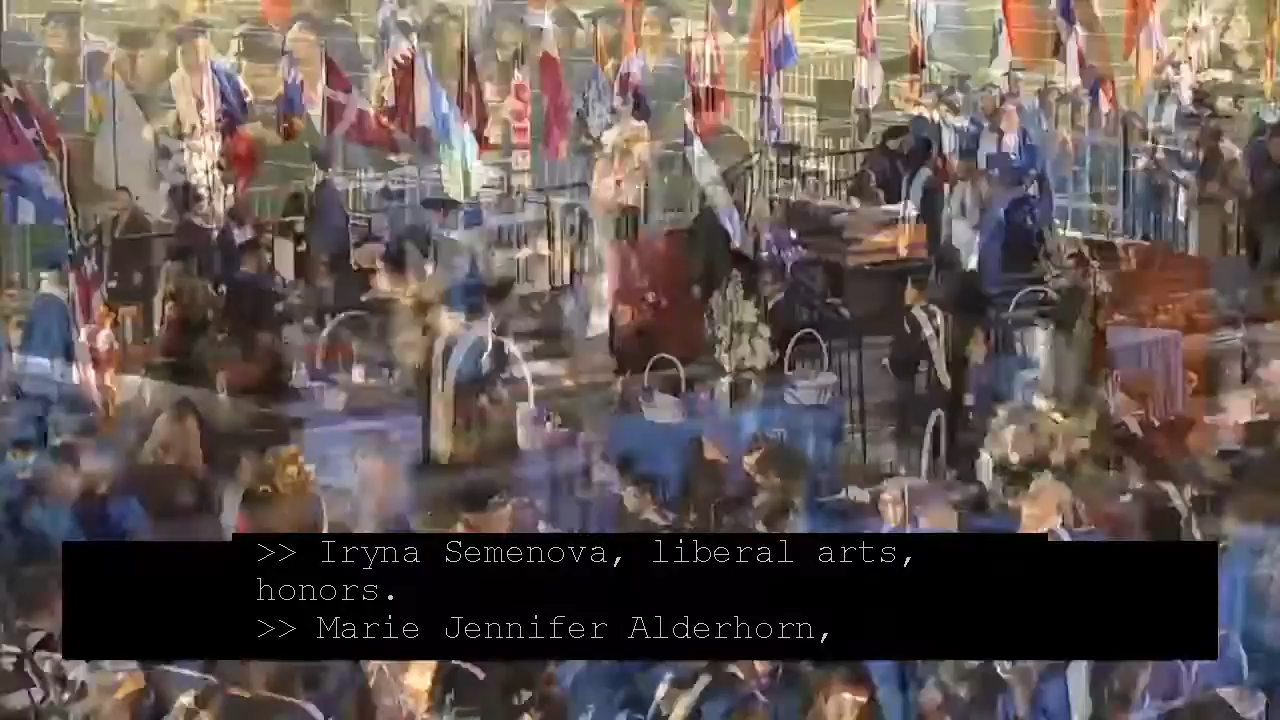 >> Iryna Semenova, liberal arts,
honors.
>> Marie Jennifer Alderhorn,